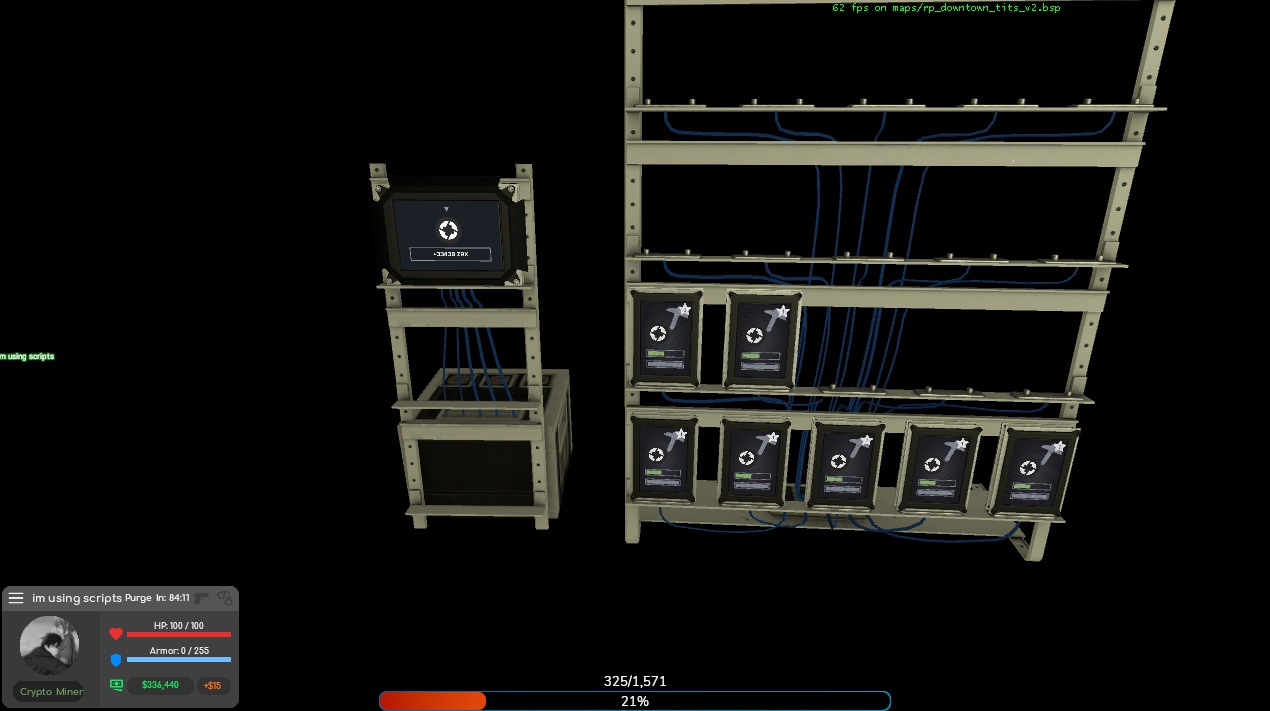 62 fps on maps/rp_downtown_tits_v2.bsp
m using scripts
im using scripts Purge In: 84:11
HP: 100 / 100
Armor: 0 / 255
Crypto Miner
$336,440
+$15
325/1,571
21%